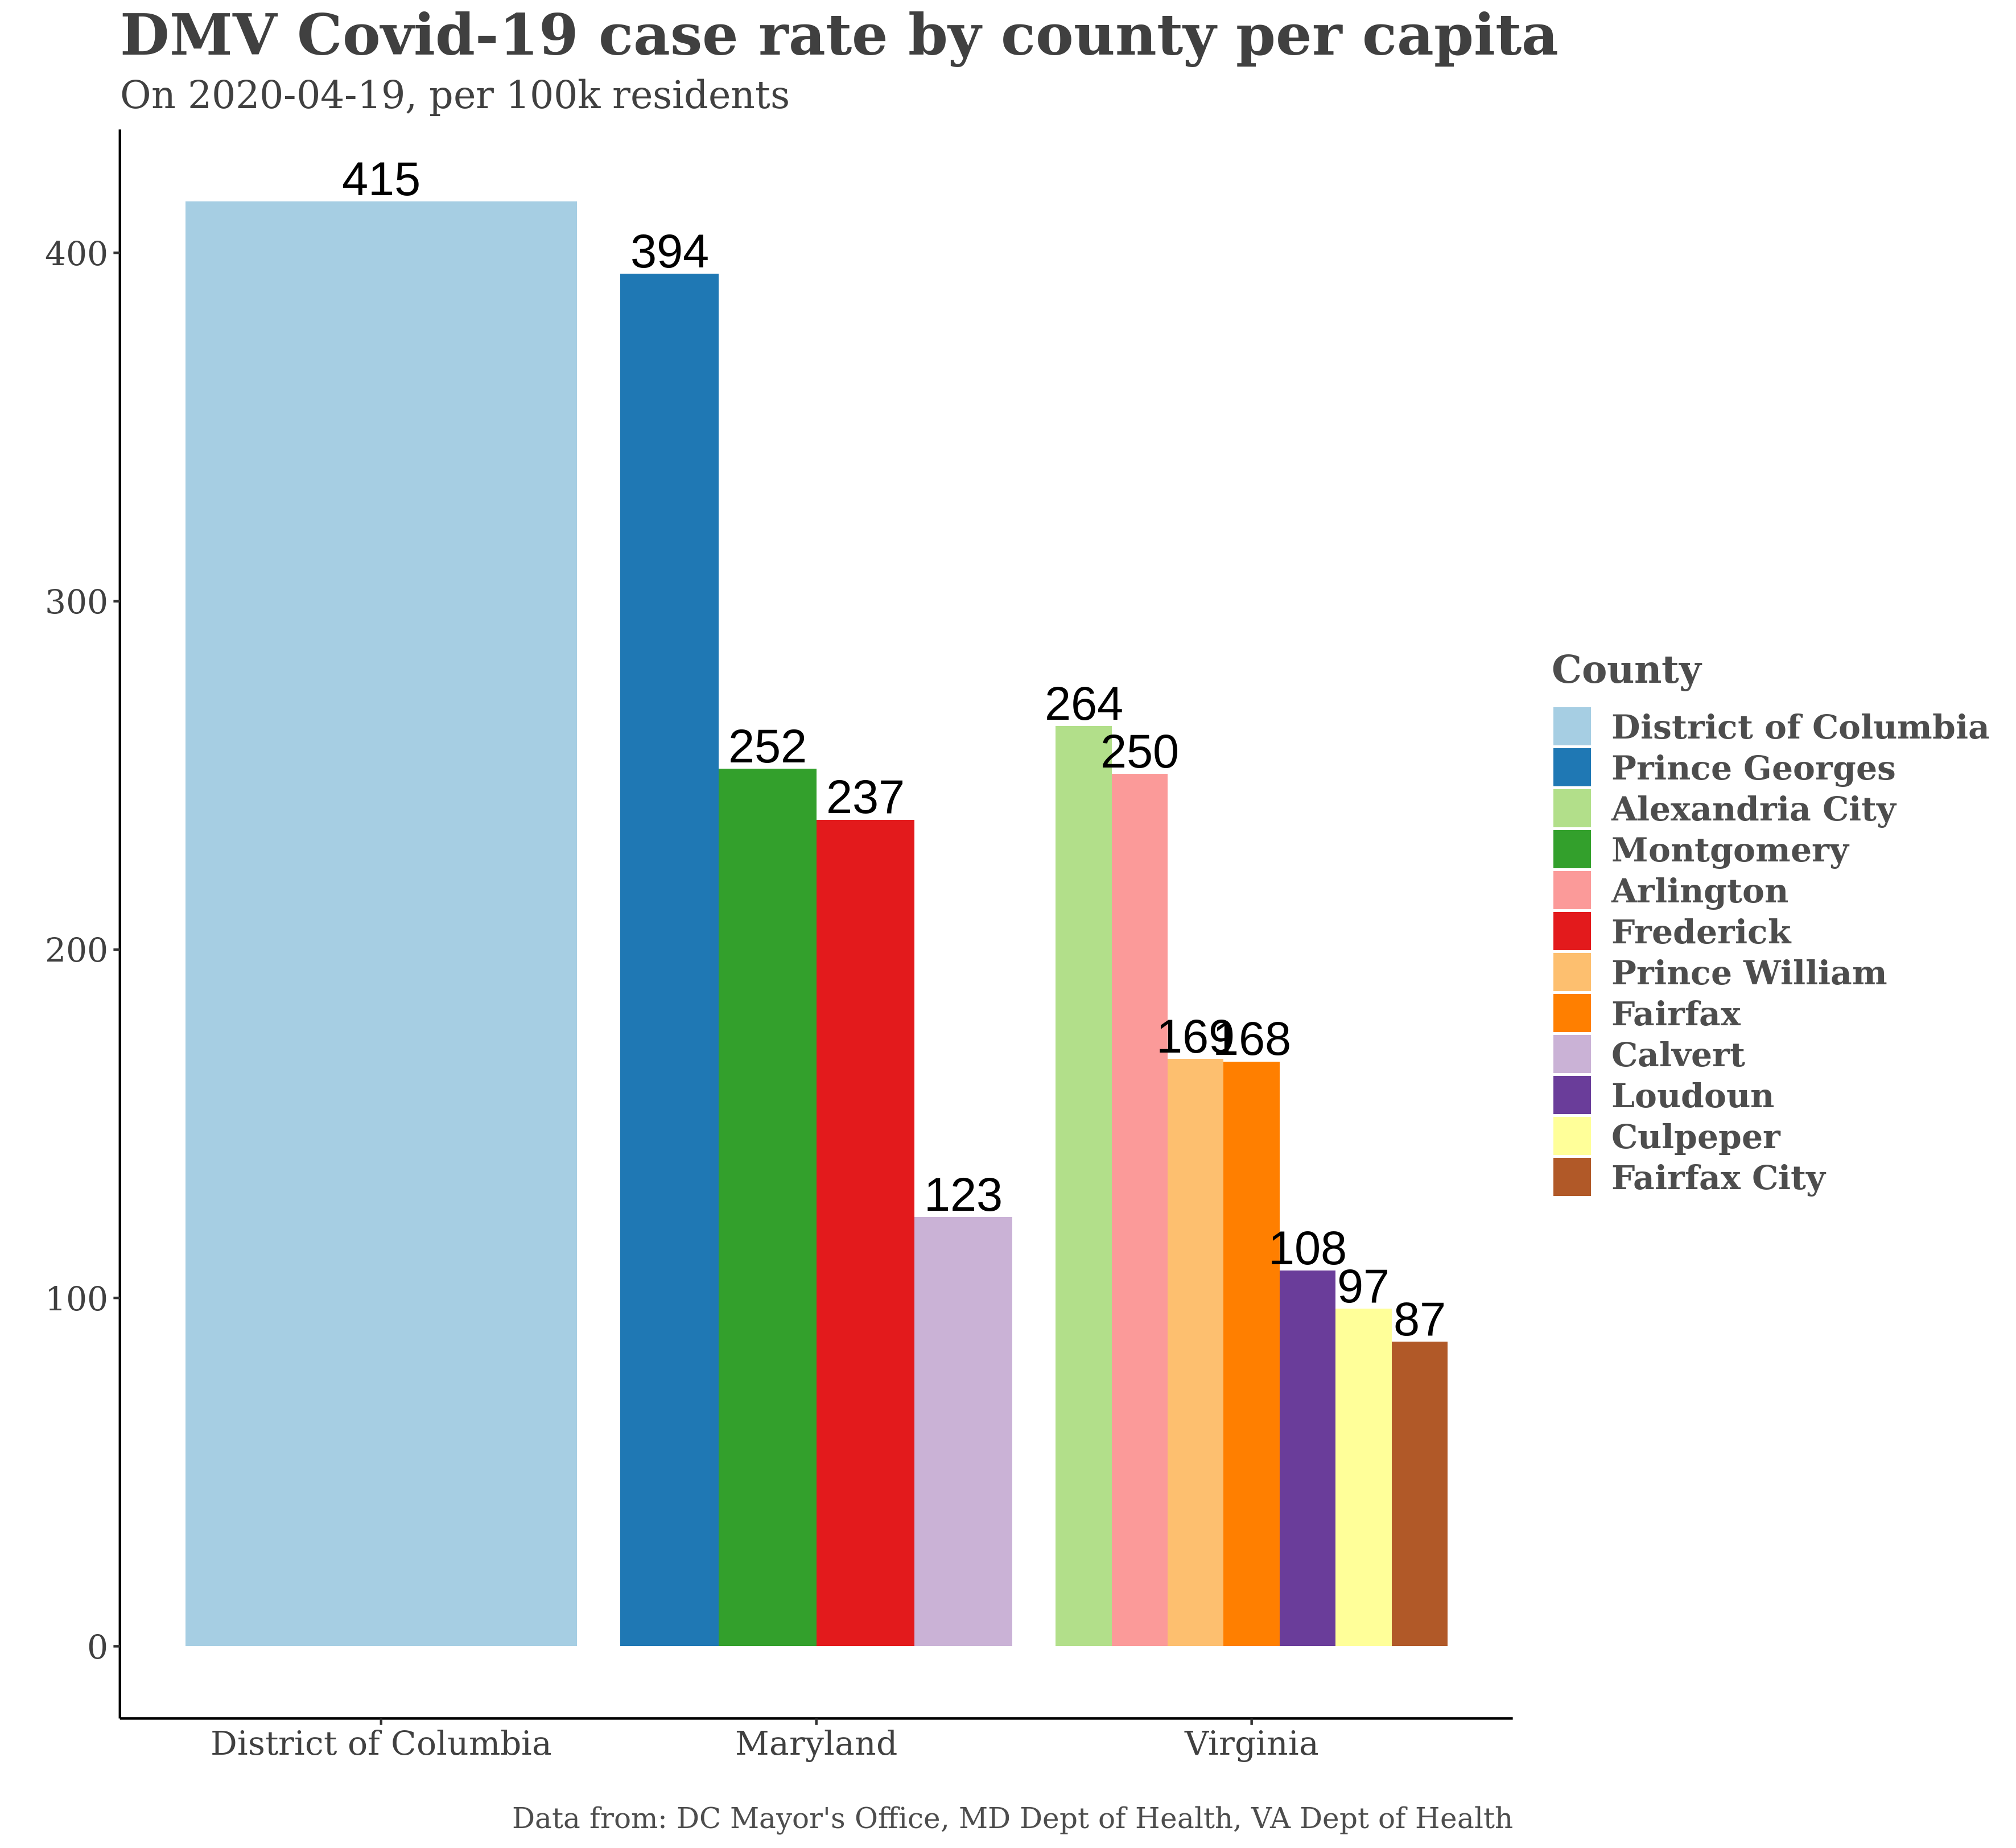 DMV Covid-19 case rate by county per capita
On 2020-04-19, per 100k residents
415
400
394
300
264
252
250
237
200
169
168
123
108
100
97
87
0
County
District of Columbia
Prince Georges
Alexandria City
Montgomery
Arlington
Frederick
Prince William
Fairfax
Calvert
Loudoun
Culpeper
Fairfax City
District of Columbia
Maryland
Virginia
Data from: DC Mayor's Office, MD Dept of Health, VA Dept of Health